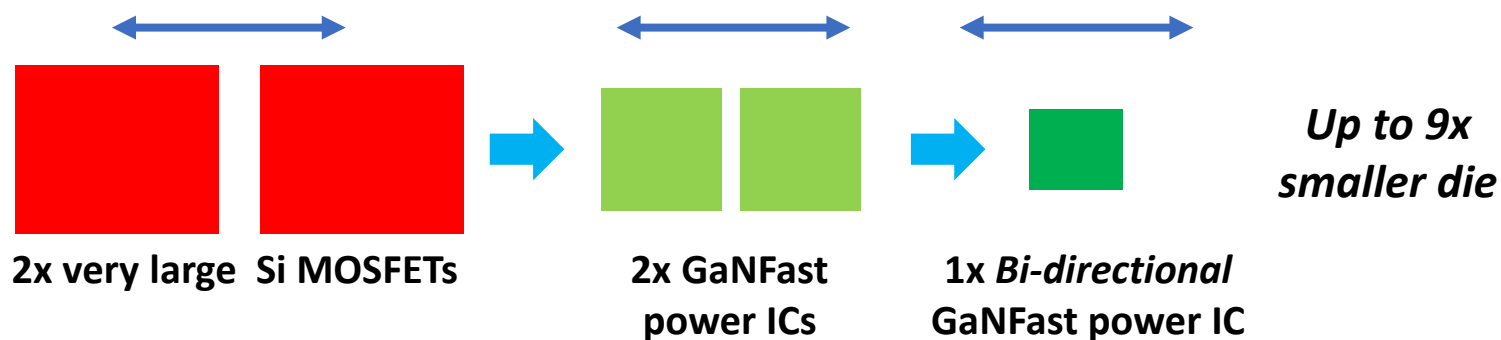 2x very large Si MOSFETs
2x GaNFast
power ICs
1x Bi-directional
GaNFast power IC
Up to 9x
smaller die